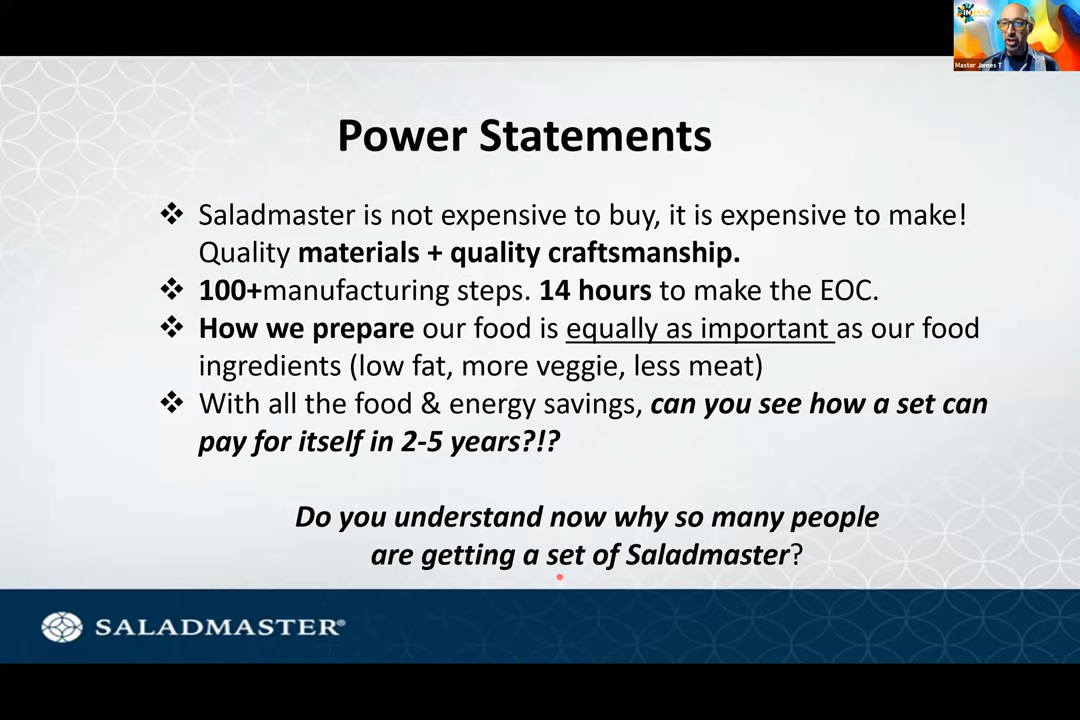 Master James T
Power Statements
❖ Saladmaster is not expensive to buy, it is expensive to make!
Quality materials + quality craftsmanship.
❖ 100+manufacturing steps. 14 hours to make the EOC.
❖ How we prepare our food is equally as important as our food
ingredients (low fat, more veggie, less meat)
❖ With all the food & energy savings, can you see how a set can
pay for itself in 2-5 years?!?
Do you understand now why so many people
are getting a set of Saladmaster?
SALADMASTER®